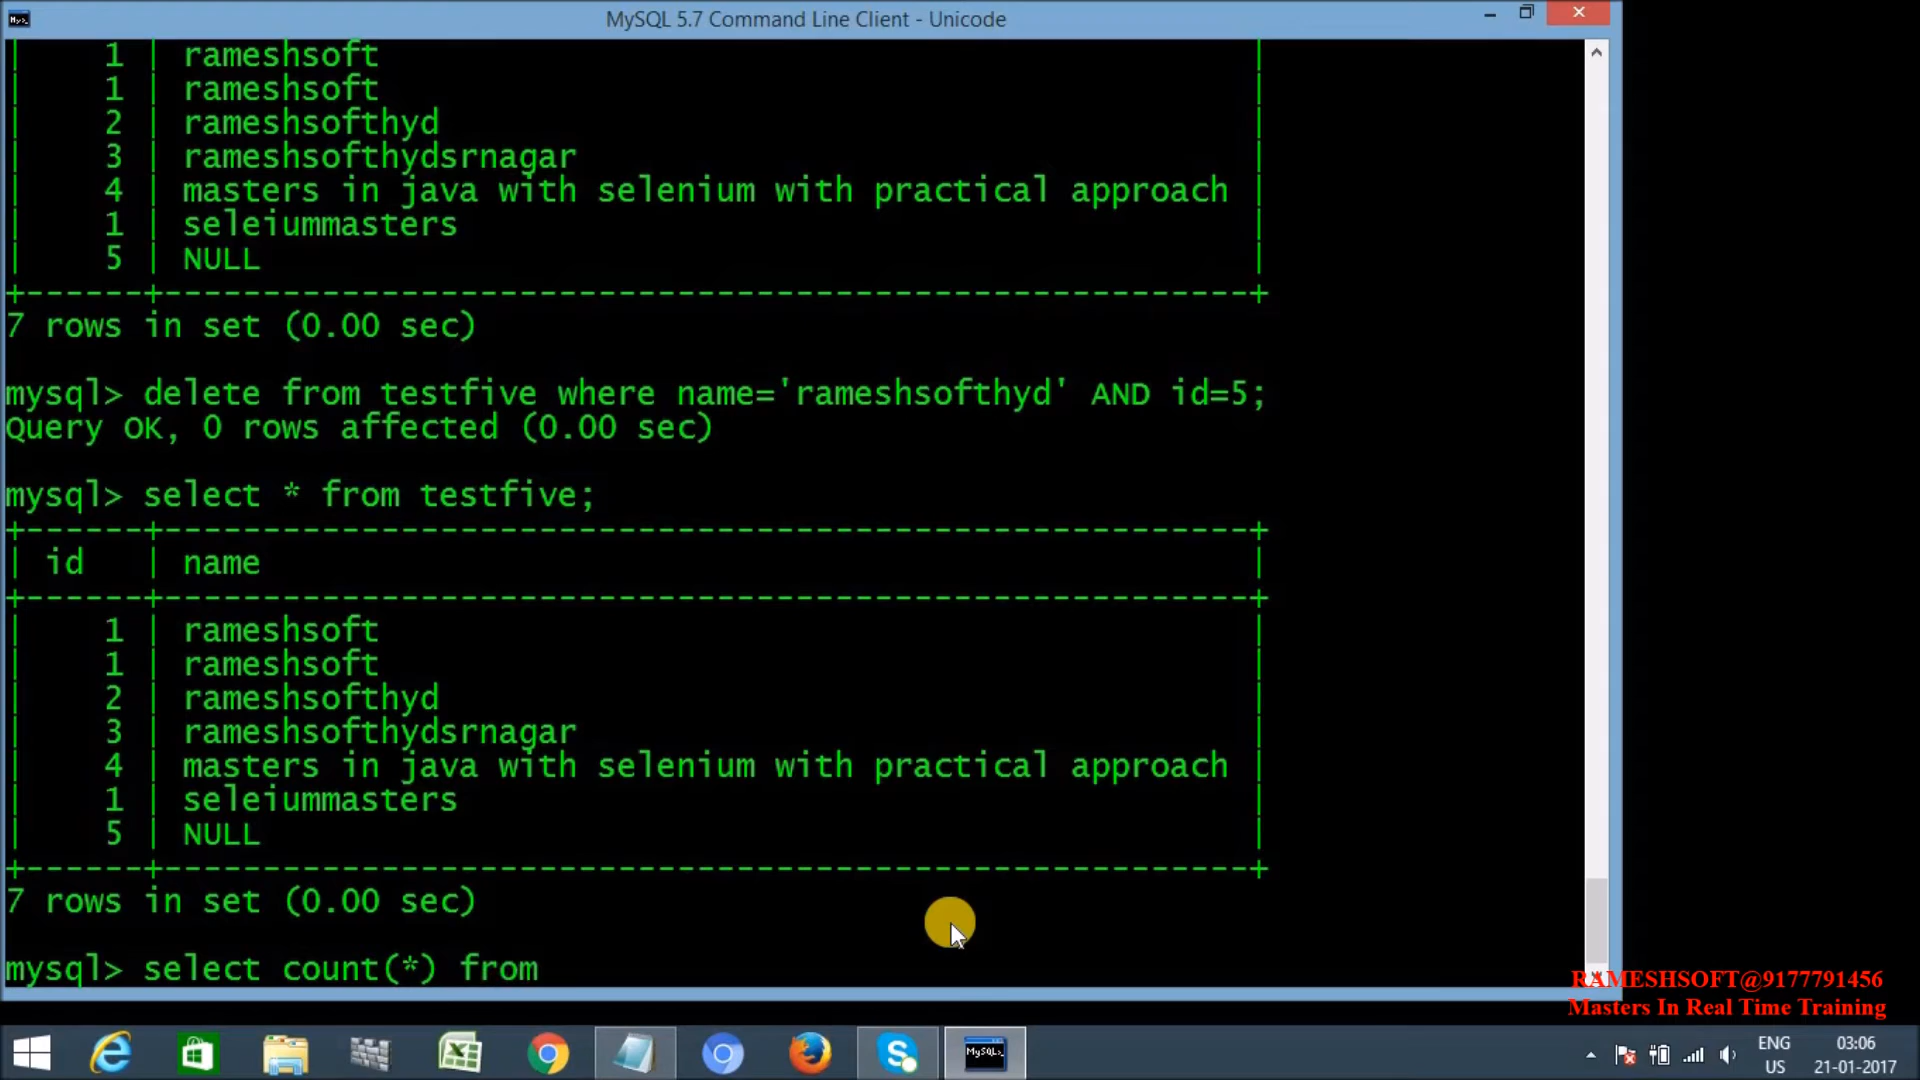 MySQL 5.7 Command Line Client - Unicode
| 1 | rameshsoft |
| 1 | rameshsoft |
| 2 | rameshsofthyd |
| 3 | rameshsofthydsrnagar |
| 4 | masters in java with selenium with practical approach |
| 1 | seleiummasters |
| 5 | NULL |
+------+-------------------------------------------------------+
7 rows in set (0.00 sec)
mysql> delete from testfive where name='rameshsofthyd' AND id=5;
Query OK, 0 rows affected (0.00 sec)
mysql> select * from testfive;
+------+-------------------------------------------------------+
| id | name |
+------+-------------------------------------------------------+
| 1 | rameshsoft |
| 1 | rameshsoft |
| 2 | rameshsofthyd |
| 3 | rameshsofthydsrnagar |
| 4 | masters in java with selenium with practical approach |
| 1 | seleiummasters |
| 5 | NULL |
+------+-------------------------------------------------------+
7 rows in set (0.00 sec)
mysql> select count(*) from
RAMESHSOFT@9177791456
Masters In Real Time Training
MySQL>_
ENG
US
03:06
21-01-2017